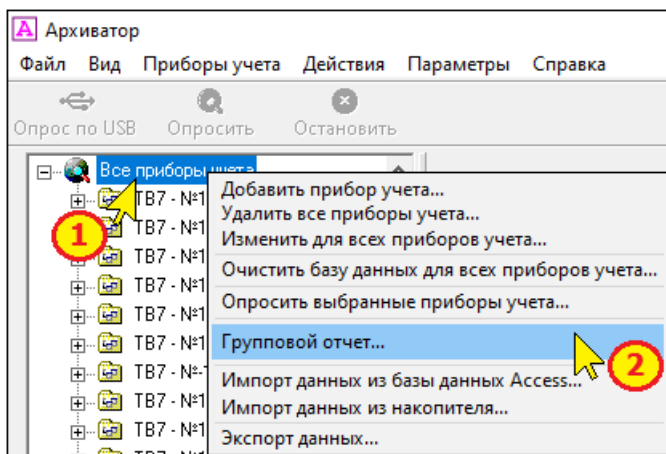 Архиватор
Файл Вид Приборы учета Действия Параметры Справка
Опрос по USB Опросить Остановить
Все приборы учета
ТВ7 - №1
ТВ7 - №1
ТВ7 - №1
ТВ7 - №1
ТВ7 - №1
ТВ7 - №1
ТВ7 - №-1
ТВ7 - №1
ТВ7 - №1
Добавить прибор учета...
Удалить все приборы учета...
Изменить для всех приборов учета...
Очистить базу данных для всех приборов учета...
Опросить выбранные приборы учета...
Групповой отчет...
Импорт данных из базы данных Access...
Импорт данных из накопителя...
Экспорт данных...
1
2